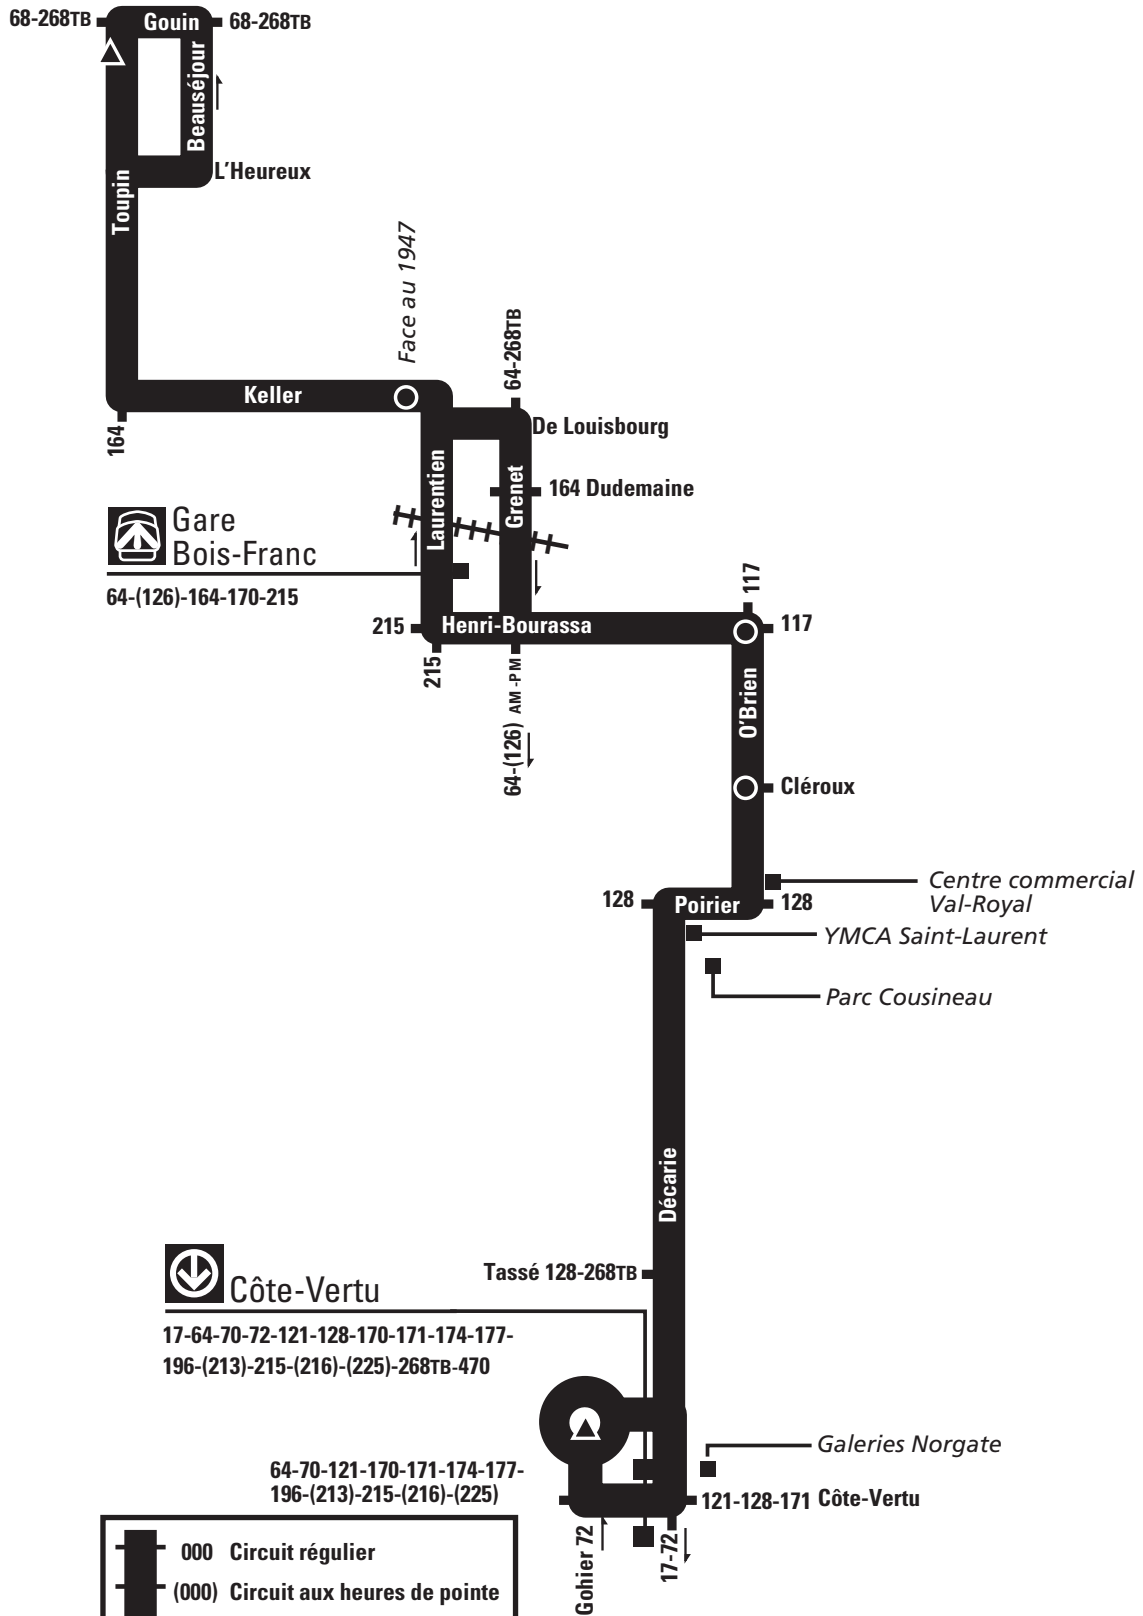 68-268TB
Gouin
68-268TB
Beauséjour
L'Heureux
Toupin
Face au 1947
64-268TB
Keller
164
De Louisbourg
Laurentien
Grenet
164 Dudemaine
Gare
Bois-Franc
64-(126)-164-170-215
117
215
Henri-Bourassa
117
215
64-(126) AM-PM
O'Brien
Cléroux
Centre commercial
Val-Royal
128
Poirier
128
YMCA Saint-Laurent
Parc Cousineau
Décarie
Tassé 128-268TB
Côte-Vertu
17-64-70-72-121-128-170-171-174-177-
196-(213)-215-(216)-(225)-268TB-470
Galeries Norgate
64-70-121-170-171-174-177-
196-(213)-215-(216)-(225)
121-128-171 Côte-Vertu
Gohier 72
17-72
000 Circuit régulier
(000) Circuit aux heures de pointe